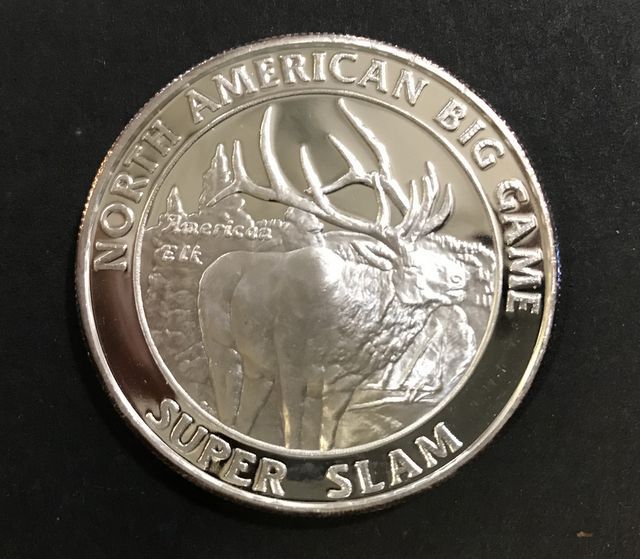 NORTH AMERICAN BIG GAME
American
Elk
SUPER SLAM